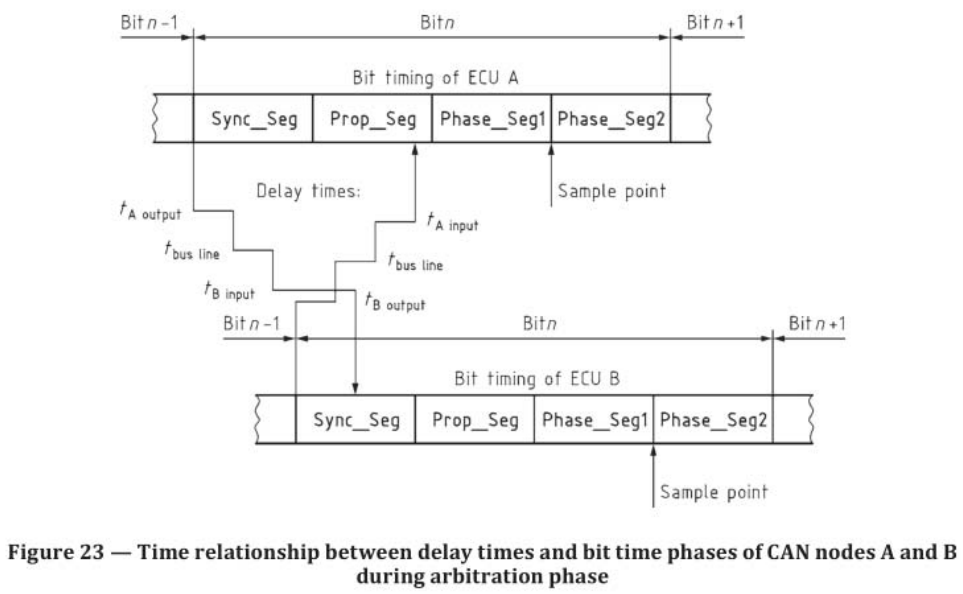 Bit n -1 Bit n Bit n +1
Bit timing of ECU A
Sync_Seg Prop_Seg Phase_Seg1 Phase_Seg2
Delay times: Sample point
t A output t A input
t bus line t bus line
t B input t B output
Bit n -1 Bit n Bit n +1
Bit timing of ECU B
Sync_Seg Prop_Seg Phase_Seg1 Phase_Seg2
Sample point
Figure 23 — Time relationship between delay times and bit time phases of CAN nodes A and B
during arbitration phase